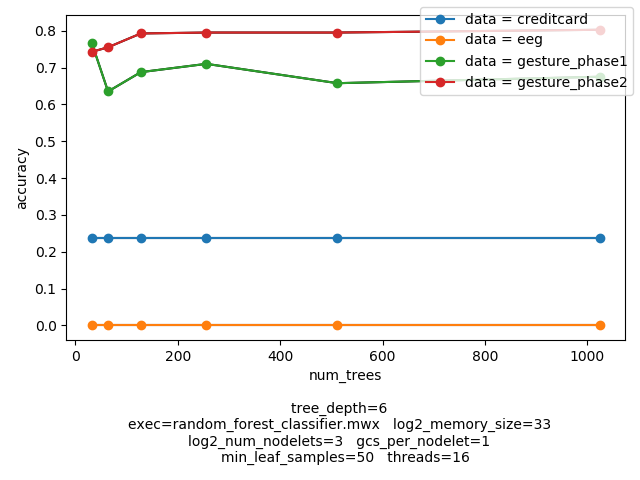 data = creditcard
data = eeg
data = gesture_phase1
data = gesture_phase2
0.8
0.7
0.6
0.5
0.4
0.3
0.2
0.1
0.0
accuracy
0 200 400 600 800 1000
num_trees
tree_depth=6
exec=random_forest_classifier.mwx log2_memory_size=33
log2_num_nodelets=3 gcs_per_nodelet=1
min_leaf_samples=50 threads=16